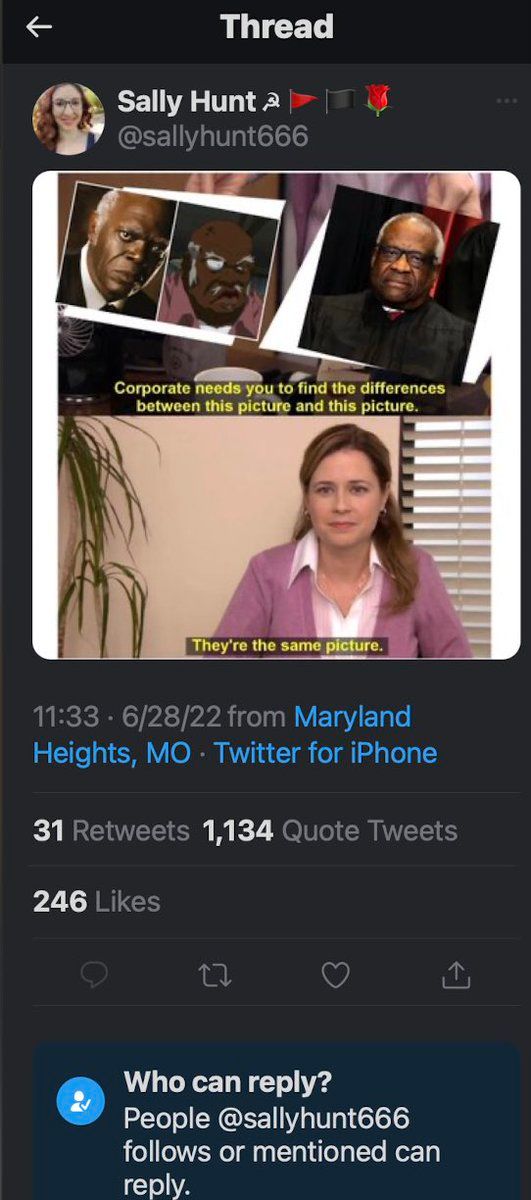 Thread
Sally Hunt ☭ 🚩 🏴 🌹
@sallyhunt666
Corporate needs you to find the differences
between this picture and this picture.
They're the same picture.
11:33 · 6/28/22 from Maryland
Heights, MO · Twitter for iPhone
31 Retweets 1,134 Quote Tweets
246 Likes
Who can reply?
People @sallyhunt666
follows or mentioned can
reply.